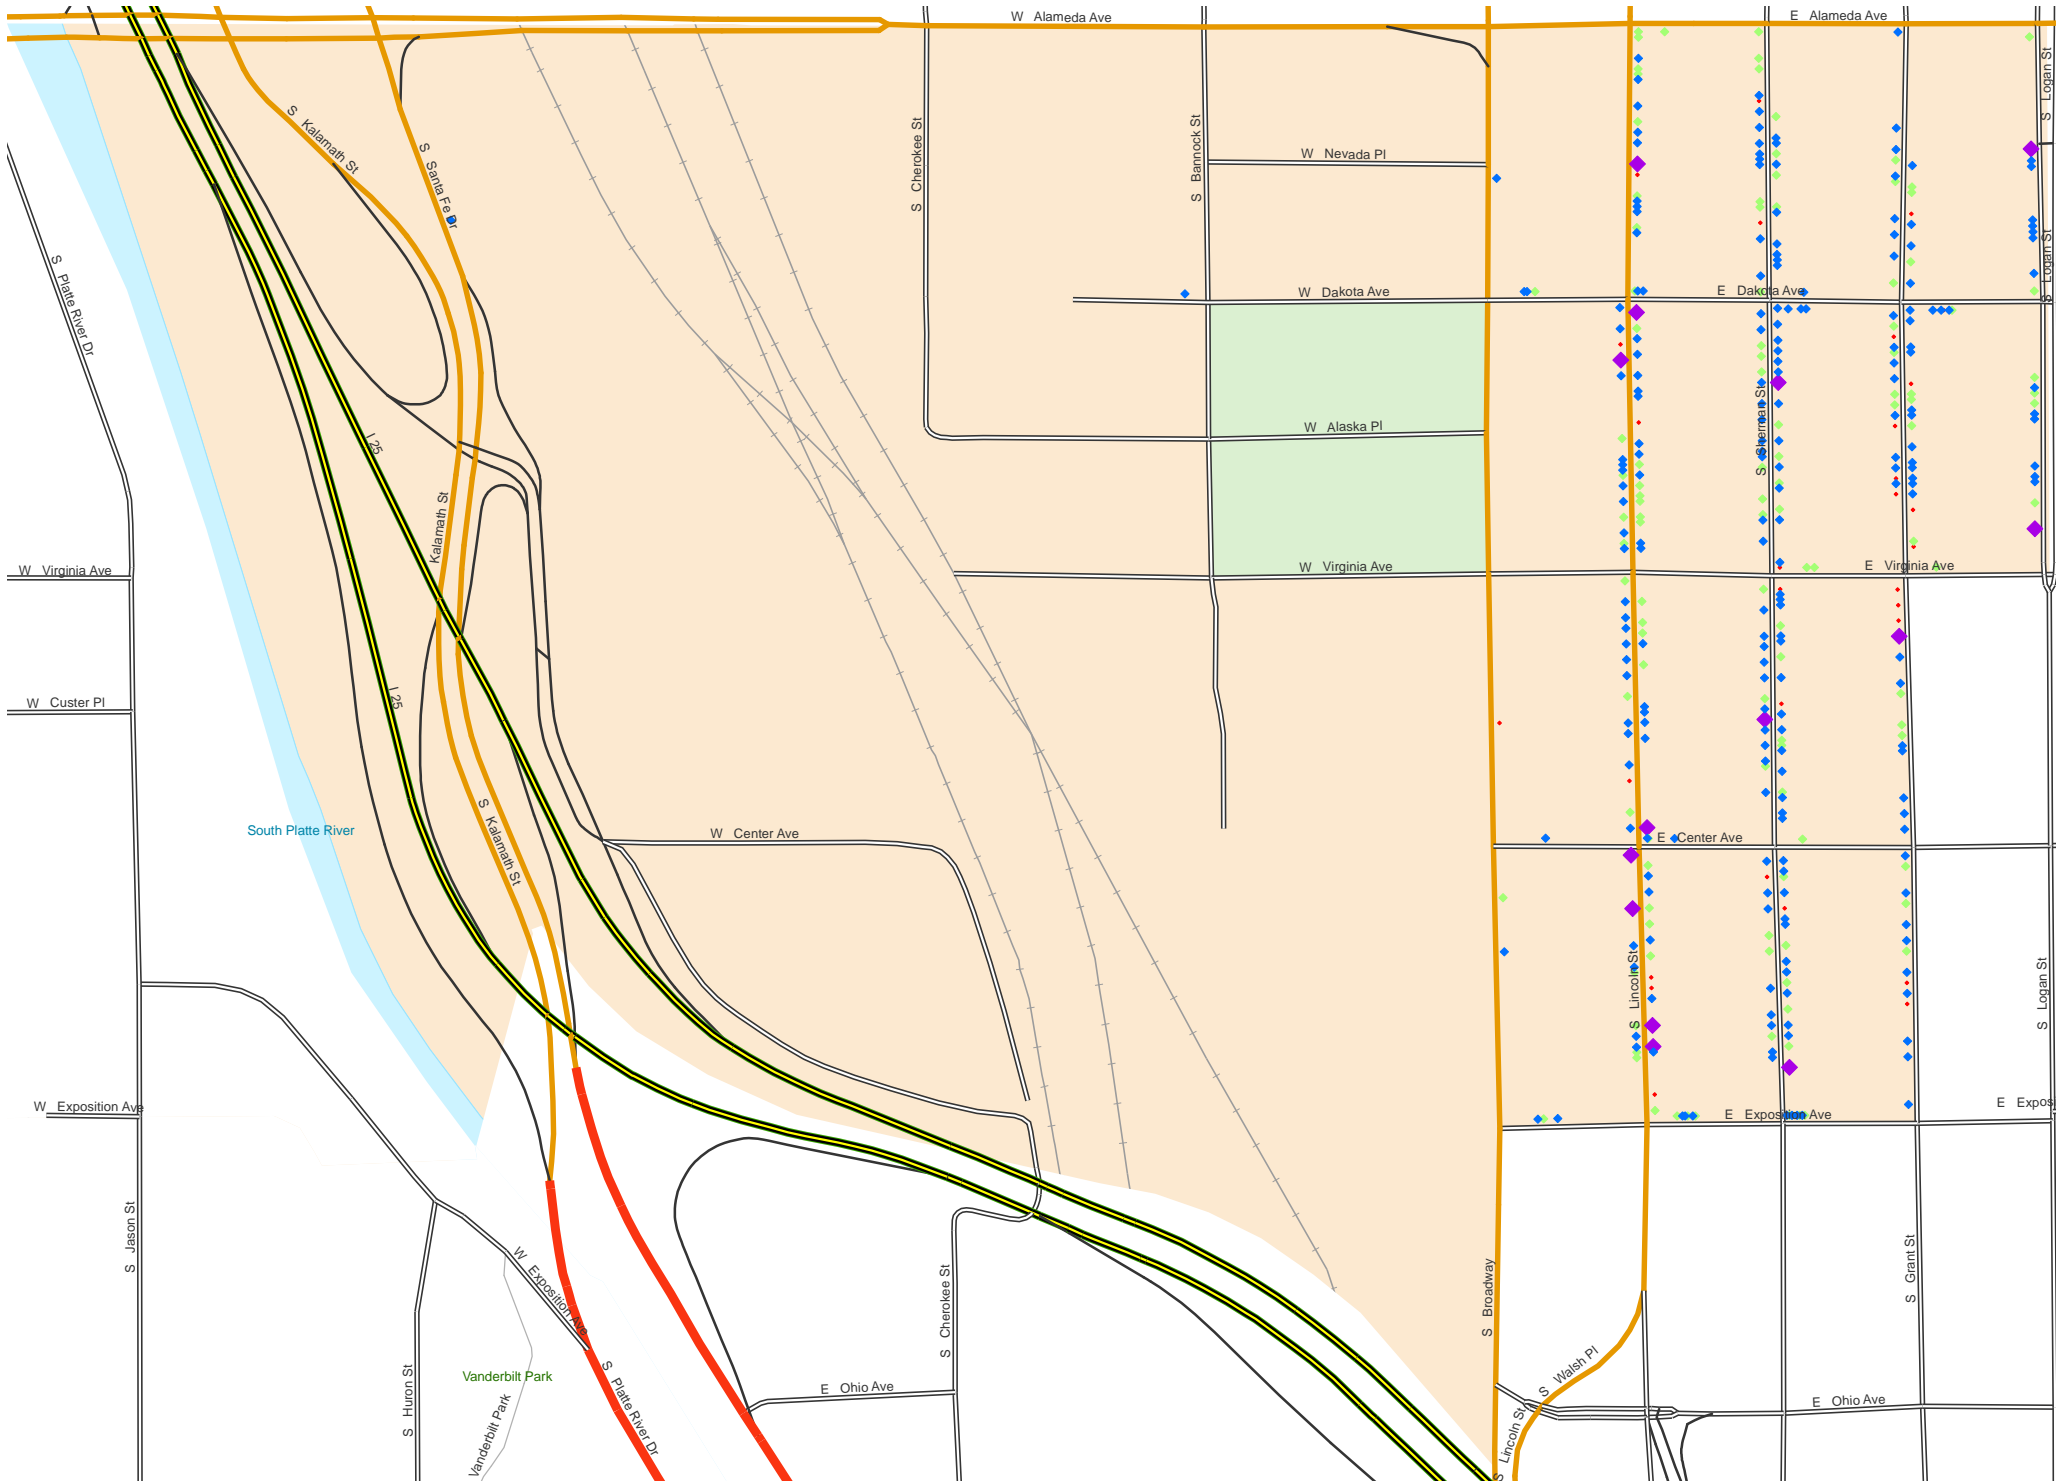 W Alameda Ave
E Alameda Ave
S Logan St
S Kalamath St
S Santa Fe Dr
S Cherokee St
S Bannock St
W Nevada Pl
S Logan St
S Platte River Dr
W Dakota Ave
E Dakota Ave
I 25
W Alaska Pl
S Sherman St
Kalamath St
W Virginia Ave
W Virginia Ave
E Virginia Ave
W Custer Pl
I 25
South Platte River
S Kalamath St
W Center Ave
E Center Ave
S Lincoln St
S Logan St
W Exposition Ave
E Exposition Ave
E Expos
S Jason St
W Exposition Ave
S Cherokee St
S Broadway
S Grant St
Vanderbilt Park
S Huron St
Vanderbilt Park
S Platte River Dr
E Ohio Ave
S Walsh Pl
S Lincoln St
E Ohio Ave